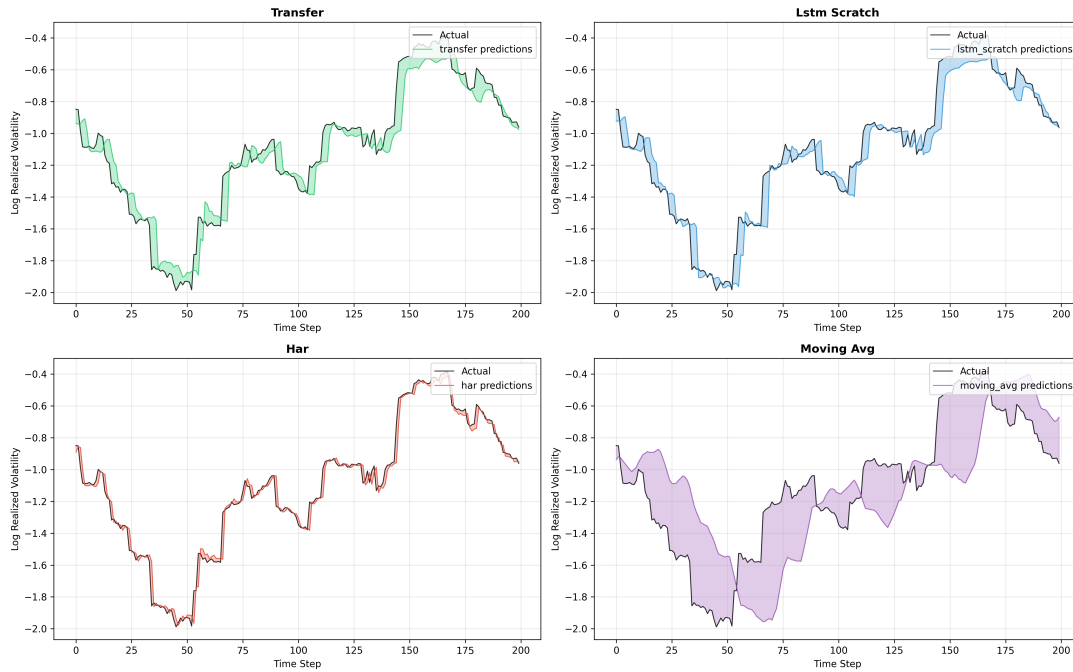 Transfer
Log Realized Volatility
−0.4
−0.6
−0.8
−1.0
−1.2
−1.4
−1.6
−1.8
−2.0
Actual
transfer predictions
0 25 50 75 100 125 150 175 200
Time Step
Lstm Scratch
Log Realized Volatility
−0.4
−0.6
−0.8
−1.0
−1.2
−1.4
−1.6
−1.8
−2.0
Actual
lstm_scratch predictions
0 25 50 75 100 125 150 175 200
Time Step
Har
Log Realized Volatility
−0.4
−0.6
−0.8
−1.0
−1.2
−1.4
−1.6
−1.8
−2.0
Actual
har predictions
0 25 50 75 100 125 150 175 200
Time Step
Moving Avg
Log Realized Volatility
−0.4
−0.6
−0.8
−1.0
−1.2
−1.4
−1.6
−1.8
−2.0
Actual
moving_avg predictions
0 25 50 75 100 125 150 175 200
Time Step